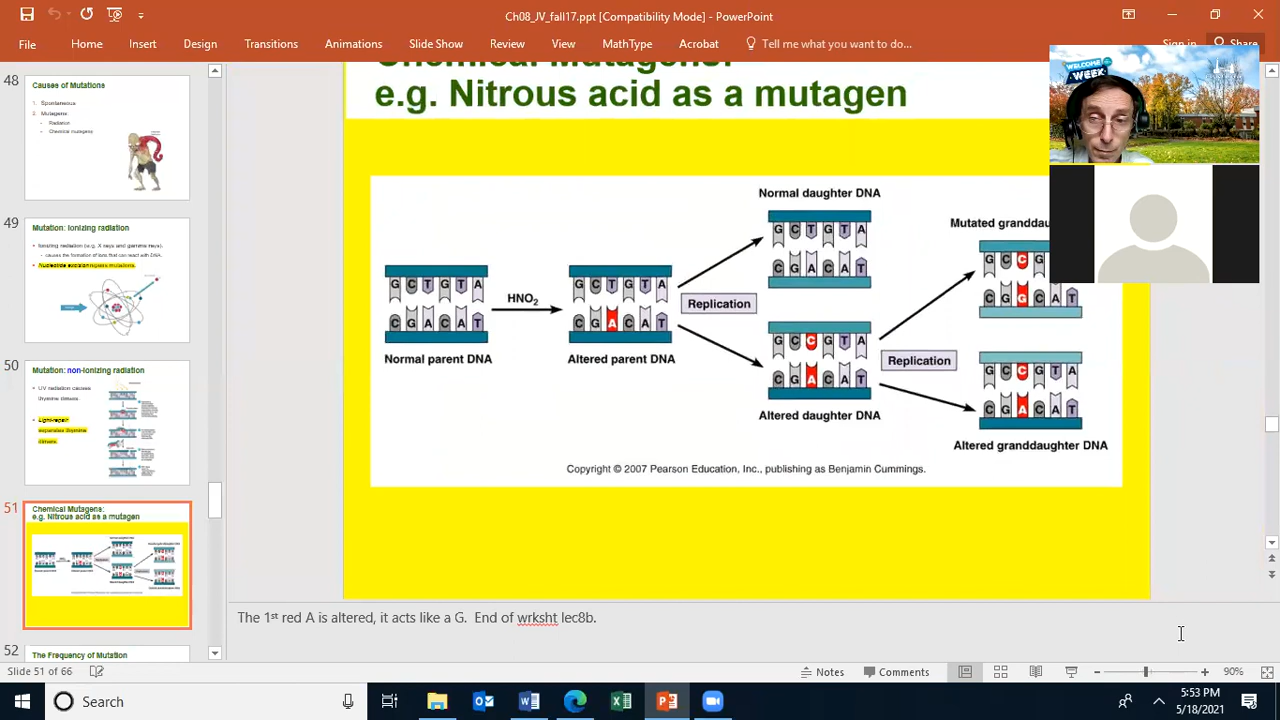 Ch08_JV_fall17.ppt [Compatibility Mode] - PowerPoint
File Home Insert Design Transitions Animations Slide Show Review View MathType Acrobat Tell me what you want to do... Sign in Share
WELCOME
WEEK
48
Causes of Mutations
1. Spontaneous
2. Mutagens
– Radiation
– Chemical mutagens
49
Mutation: Ionizing radiation
• Ionizing radiation (e.g. X rays and gamma rays).
– causes the formation of ions that can react with DNA.
• Nucleotide excision repairs mutations.
50
Mutation: non-ionizing radiation
• UV radiation causes
thymine dimers.
• Light-repair
separates thymine
dimers.
51
Chemical Mutagens:
e.g. Nitrous acid as a mutagen
52
The Frequency of Mutation
Chemical Mutagens:
e.g. Nitrous acid as a mutagen
Normal daughter DNA
G C T G T A
C G A C A T
Mutated granddau
G C C G
C G G C A T
G C T G T A
C G A C A T
Normal parent DNA
HNO2
G C T G T A
C G A C A T
Altered parent DNA
Replication
G C C G T A
C G A C A T
Altered daughter DNA
Replication
G C C G T A
C G A C A T
Altered granddaughter DNA
Copyright © 2007 Pearson Education, Inc., publishing as Benjamin Cummings.
The 1st red A is altered, it acts like a G. End of wrksht lec8b.
Slide 51 of 66 Notes Comments 90%
Search
5:53 PM
5/18/2021